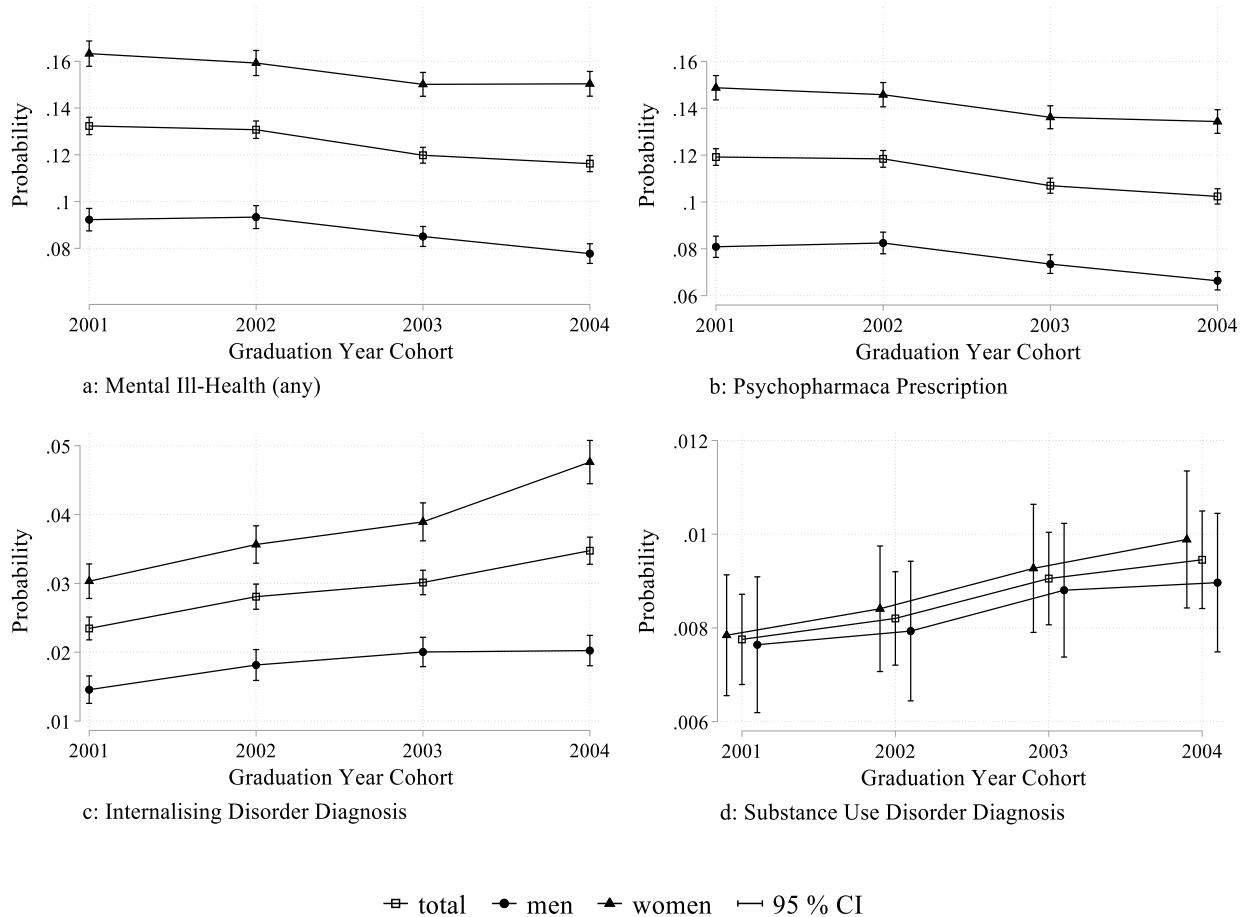 .16
.14
.12
.1
.08
Probability
2001 2002 2003 2004
Graduation Year Cohort
a: Mental Ill-Health (any)
.16
.14
.12
.1
.08
.06
Probability
2001 2002 2003 2004
Graduation Year Cohort
b: Psychopharmaca Prescription
.05
.04
.03
.02
.01
Probability
2001 2002 2003 2004
Graduation Year Cohort
c: Internalising Disorder Diagnosis
.012
.01
.008
.006
Probability
2001 2002 2003 2004
Graduation Year Cohort
d: Substance Use Disorder Diagnosis
total men women 95 % CI